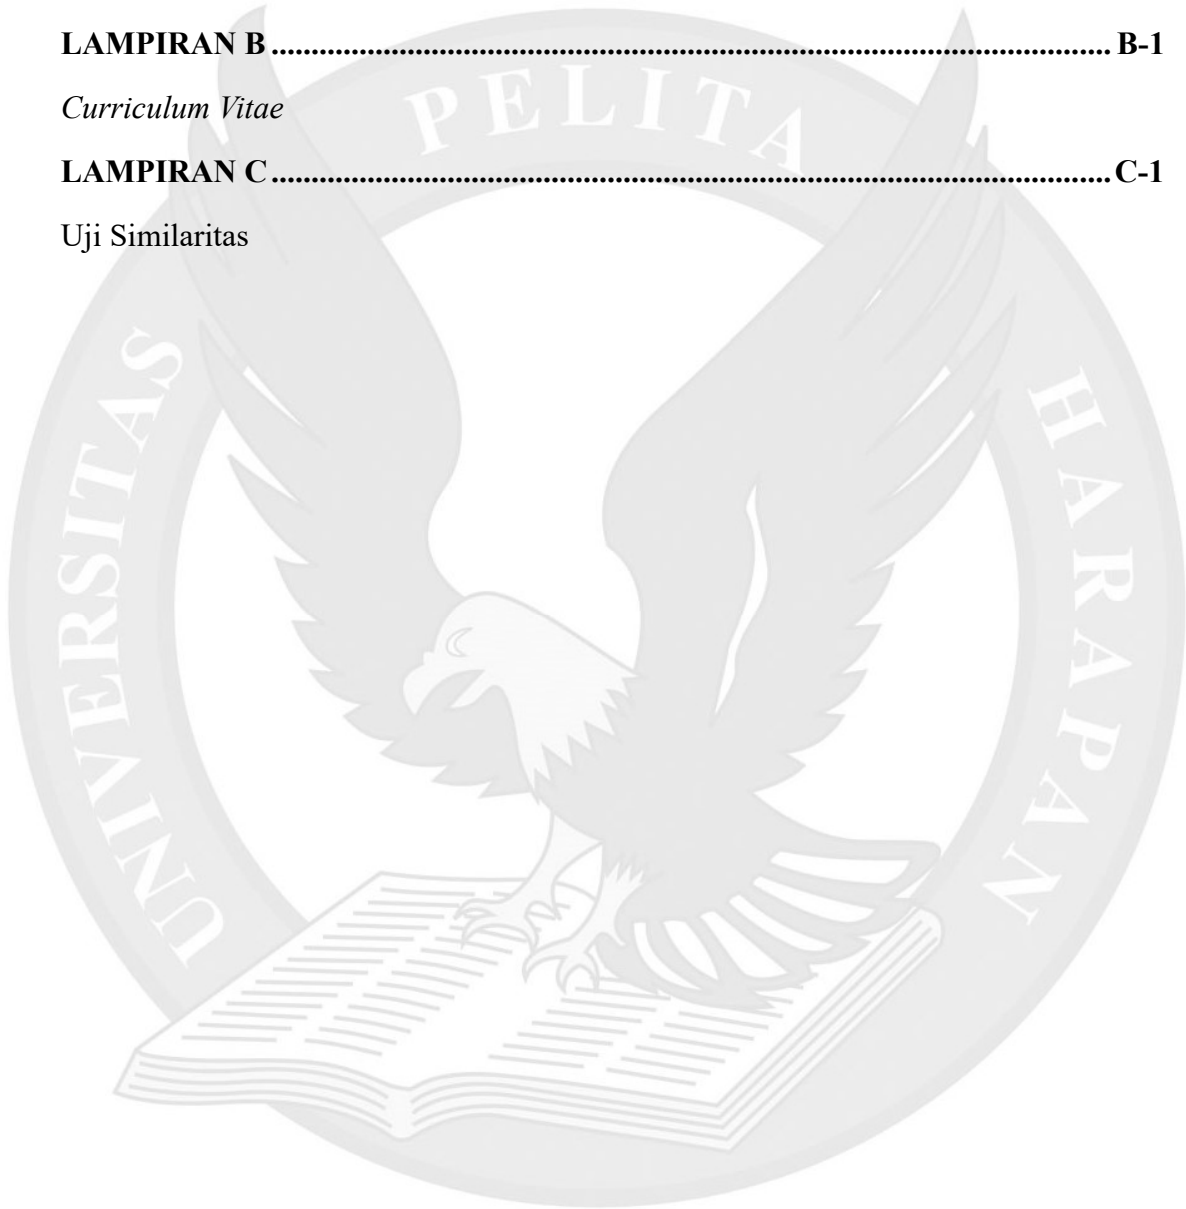 LAMPIRAN B ........................................................................................................... B-1
Curriculum Vitae
LAMPIRAN C ........................................................................................................... C-1
Uji Similaritas
UNIVERSITAS PELITA HARAPAN